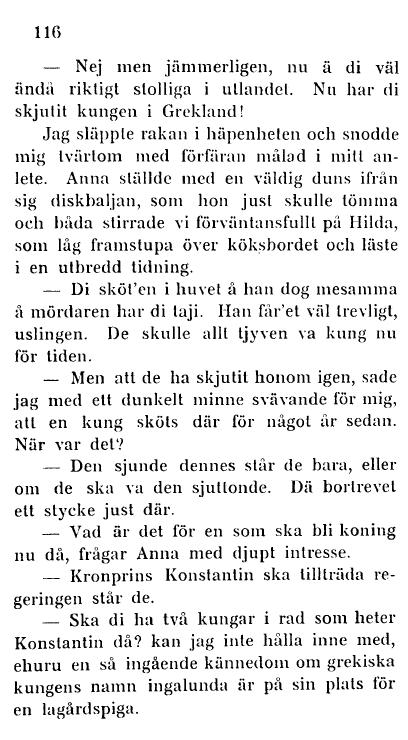 116
— Nej men jämmerligen, nu ä di väl
ändå riktigt stolliga i utlandet. Nu har di
skjutit kungen i Grekland!
Jag släppte rakan i häpenheten och snodde
mig tvärtom med förfäran målad i mitt an-
lete. Anna ställde med en väldig duns ifrån
sig diskbaljan, som hon just skulle tömma
och båda stirrade vi förväntansfullt på Hilda,
som låg framstupa över köksbordet och läste
i en utbredd tidning.
— Di sköt'en i huvet å han dog mesamma
å mördaren har di taji. Han får'et väl trevligt,
uslingen. De skulle allt tjyven va kung nu
för tiden.
— Men att de ha skjutit honom igen, sade
jag med ett dunkelt minne svävande för mig,
att en kung sköts där för något år sedan.
När var det?
— Den sjunde dennes står de bara, eller
om de ska va den sjuttonde. Dä bortrevet
ett stycke just där.
— Vad är det för en som ska bli koning
nu då, frågar Anna med djupt intresse.
— Kronprins Konstantin ska tillträda re-
geringen står de.
— Ska di ha två kungar i rad som heter
Konstantin då? kan jag inte hålla inne med,
ehuru en så ingående kännedom om grekiska
kungens namn ingalunda är på sin plats för
en lagårdspiga.